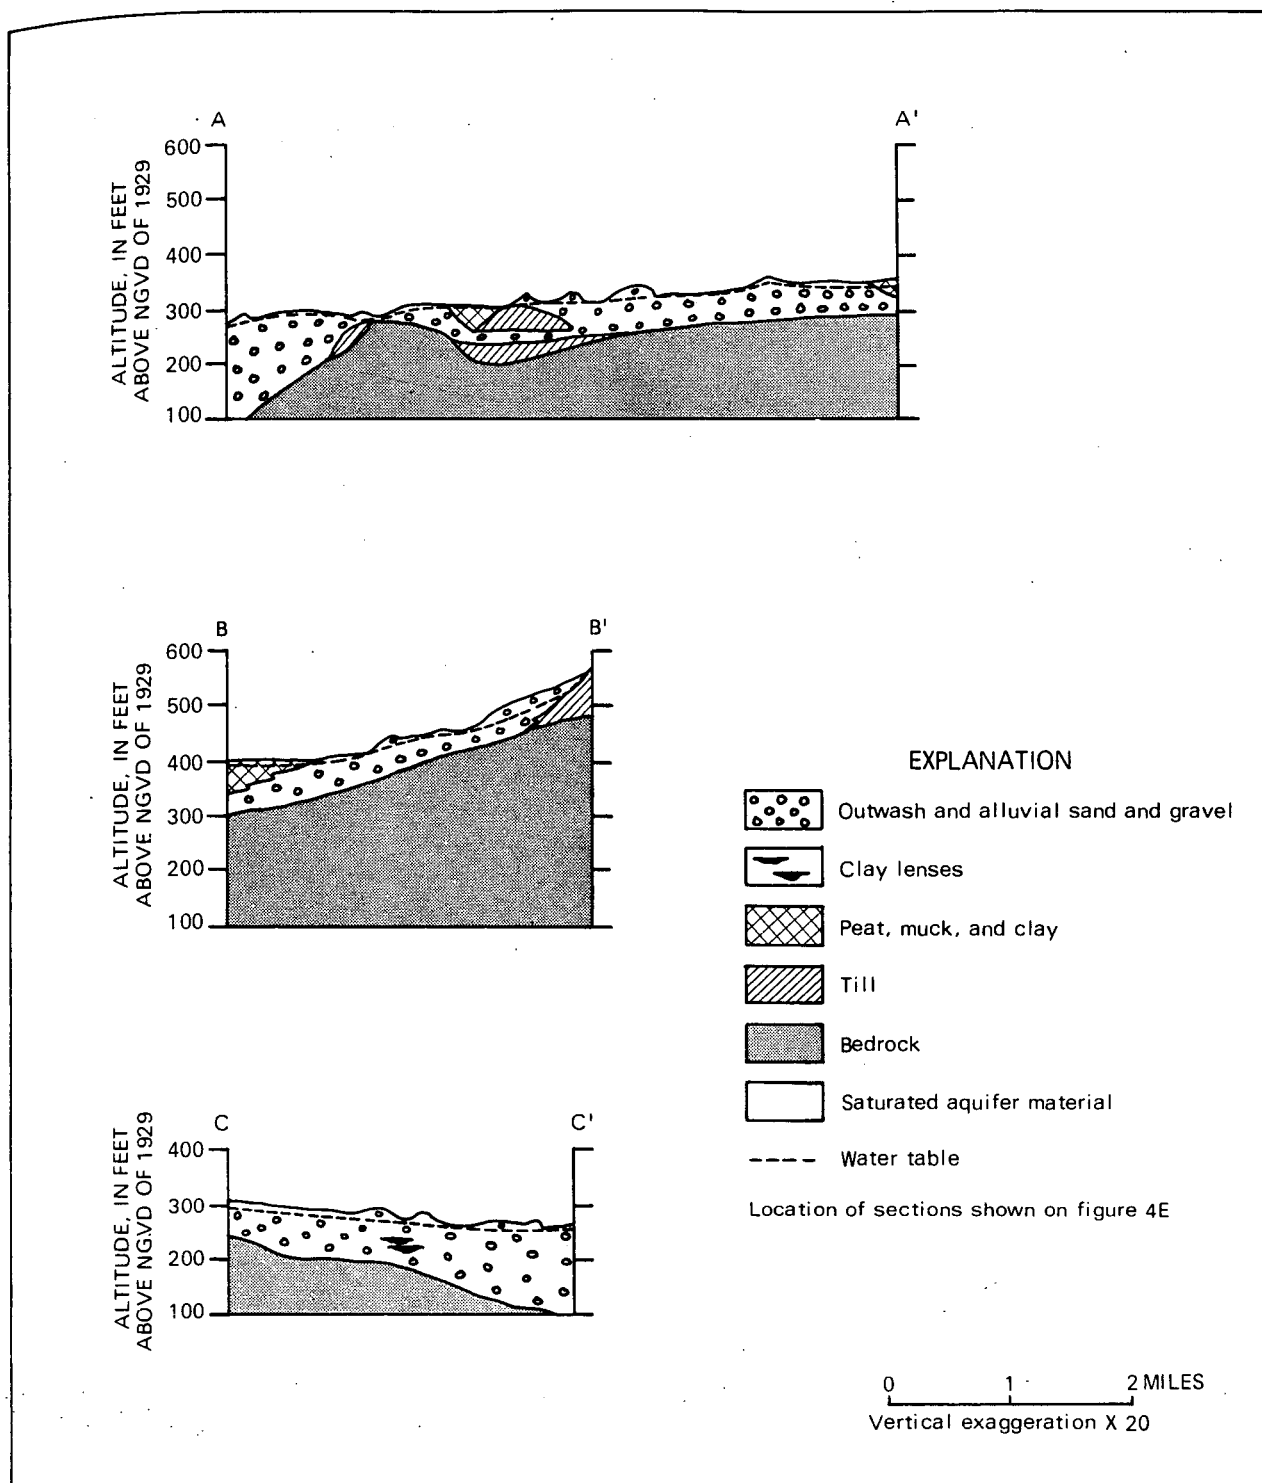 A A'
600
500
400
300
200
100
ALTITUDE, IN FEET
ABOVE NGVD OF 1929
B B'
600
500
400
300
200
100
ALTITUDE, IN FEET
ABOVE NGVD OF 1929
C C'
400
300
200
100
ALTITUDE, IN FEET
ABOVE NGVD OF 1929
EXPLANATION
Outwash and alluvial sand and gravel
Clay lenses
Peat, muck, and clay
Till
Bedrock
Saturated aquifer material
Water table
Location of sections shown on figure 4E
0 1 2 MILES
Vertical exaggeration X 20